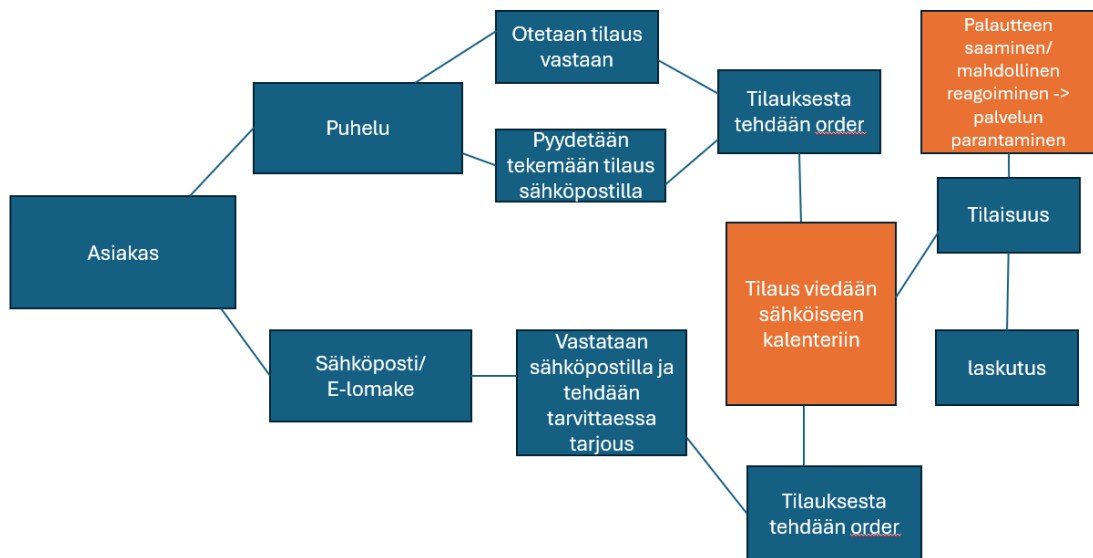 Asiakas
Puhelu
Otetaan tilaus
vastaan
Pyydetään
tekemään tilaus
sähköpostilla
Tilauksesta
tehdään order
Sähköposti/
E-lomake
Vastataan
sähköpostilla ja
tehdään
tarvittaessa
tarjous
Tilauksesta
tehdään order
Tilaus viedään
sähköiseen
kalenteriin
Tilaisuus
Palautteen
saaminen/
mahdollinen
reagoiminen ->
palvelun
parantaminen
laskutus